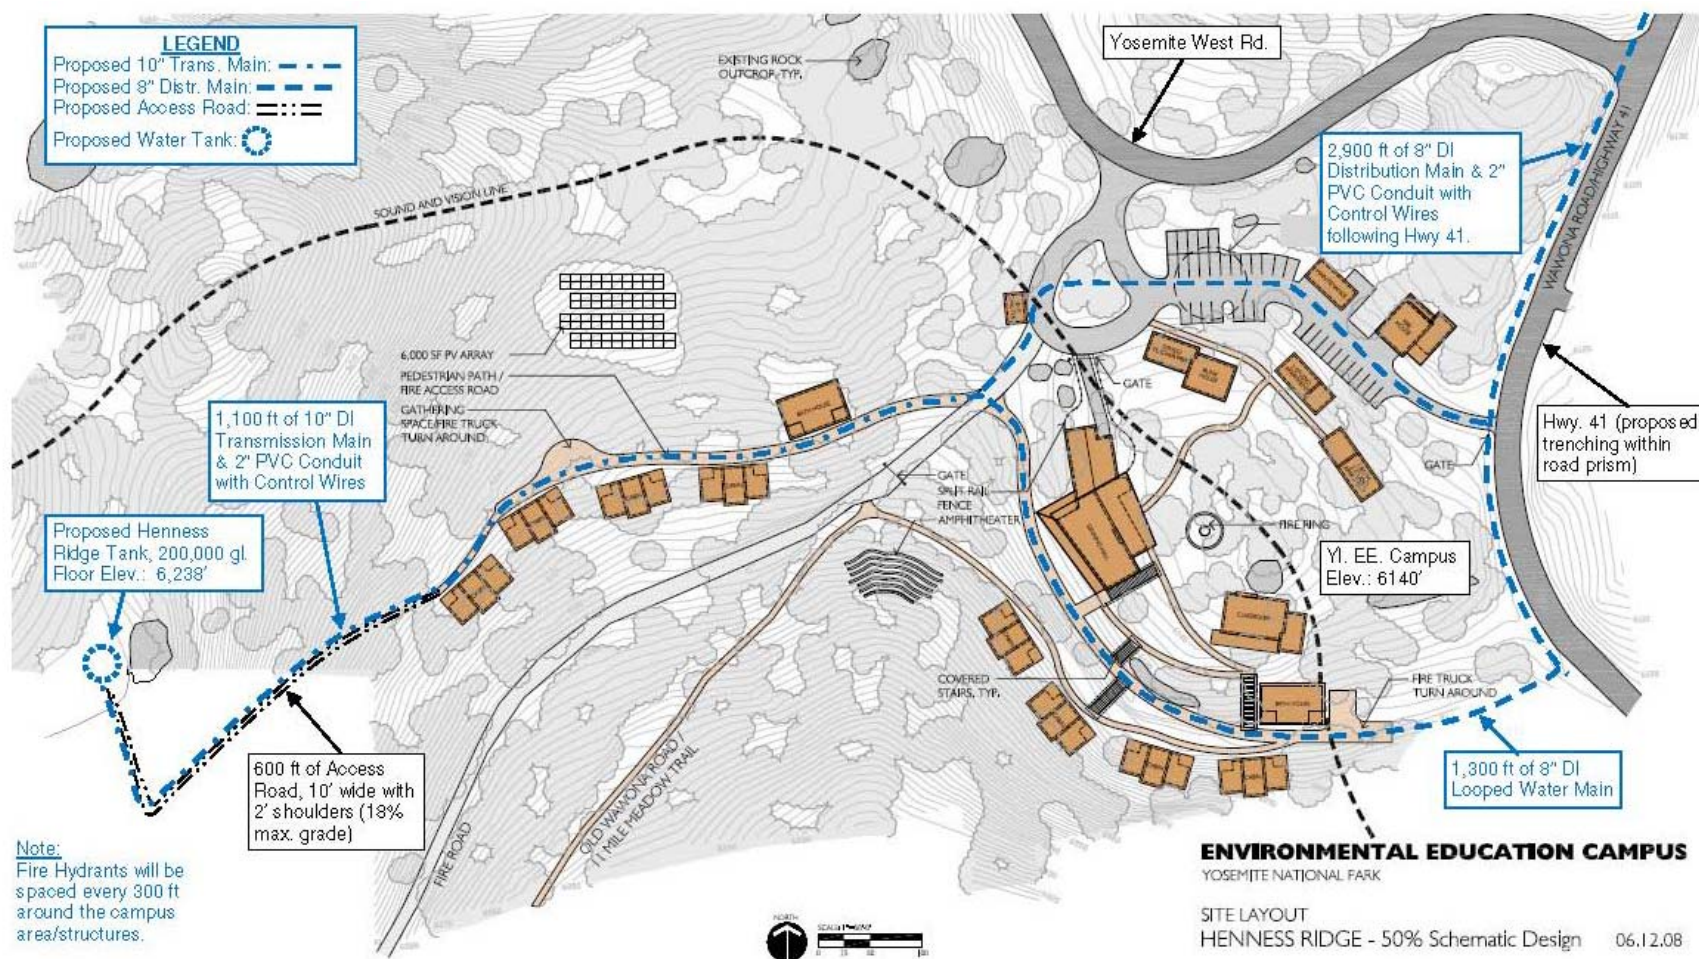 LEGEND
Proposed 10" Trans. Main:
Proposed 8" Distr. Main:
Proposed Access Road:
Proposed Water Tank:
EXISTING ROCK
OUTCROP, TYP.
Yosemite West Rd.
2,900 ft of 8" DI
Distribution Main & 2"
PVC Conduit with
Control Wires
following Hwy 41.
WAWONA ROAD/HIGHWAY 41
SOUND AND VISION LINE
6,000 SF PV ARRAY
PEDESTRIAN PATH /
FIRE ACCESS ROAD
GATHERING
SPACE/FIRE TRUCK
TURN AROUND
BATH HOUSE
GATE
1,100 ft of 10" DI
Transmission Main
& 2" PVC Conduit
with Control Wires
Hwy. 41 (proposed
trenching within
road prism)
GATE
GATE
SPLIT RAIL
FENCE
AMPHITHEATER
FIRE RING
Proposed Henness
Ridge Tank, 200,000 gl.
Floor Elev.: 6,238'
YI. EE. Campus
Elev.: 6140'
COVERED
STAIRS, TYP.
FIRE TRUCK
TURN AROUND
600 ft of Access
Road, 10' wide with
2' shoulders (18%
max. grade)
1,300 ft of 8" DI
Looped Water Main
FIRE ROAD
OLD WAWONA ROAD /
11 MILE MEADOW TRAIL
Note:
Fire Hydrants will be
spaced every 300 ft
around the campus
area/structures.
ENVIRONMENTAL EDUCATION CAMPUS
YOSEMITE NATIONAL PARK
SITE LAYOUT
HENNESS RIDGE - 50% Schematic Design 06.12.08
NORTH